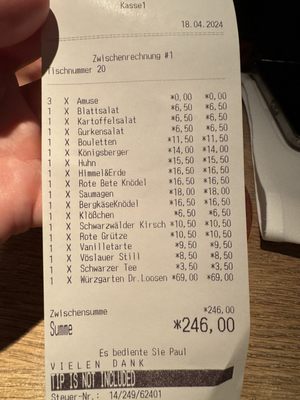 Kasse1
18.04.2024
Zwischenrechnung #1
Tischnummer 20
3 X Amuse *0,00 *0,00
1 X Blattsalat *6,50 *6,50
1 X Kartoffelsalat *6,50 *6,50
1 X Gurkensalat *6,50 *6,50
1 X Bouletten *11,50 *11,50
1 X Königsberger *14,00 *14,00
1 X Huhn *15,50 *15,50
1 X Himmel&Erde *16,50 *16,50
1 X Rote Bete Knödel *16,50 *16,50
1 X Saumagen *18,00 *18,00
1 X BergkäseKnödel *16,50 *16,50
1 X Klößchen *6,50 *6,50
1 X Schwarzwälder Kirsch *10,50 *10,50
1 X Rote Grütze *10,50 *10,50
1 X Vanilletarte *9,50 *9,50
1 X Vöslauer Still *8,50 *8,50
1 X Schwarzer Tee *3,50 *3,50
1 X Würzgarten Dr.Loosen *69,00 *69,00
Zwischensumme *246,00
Summe *246,00
Es bediente Sie Paul
VIELEN DANK
TIP IS NOT INCLUDED
Steuer-Nr.: 14/249/62401